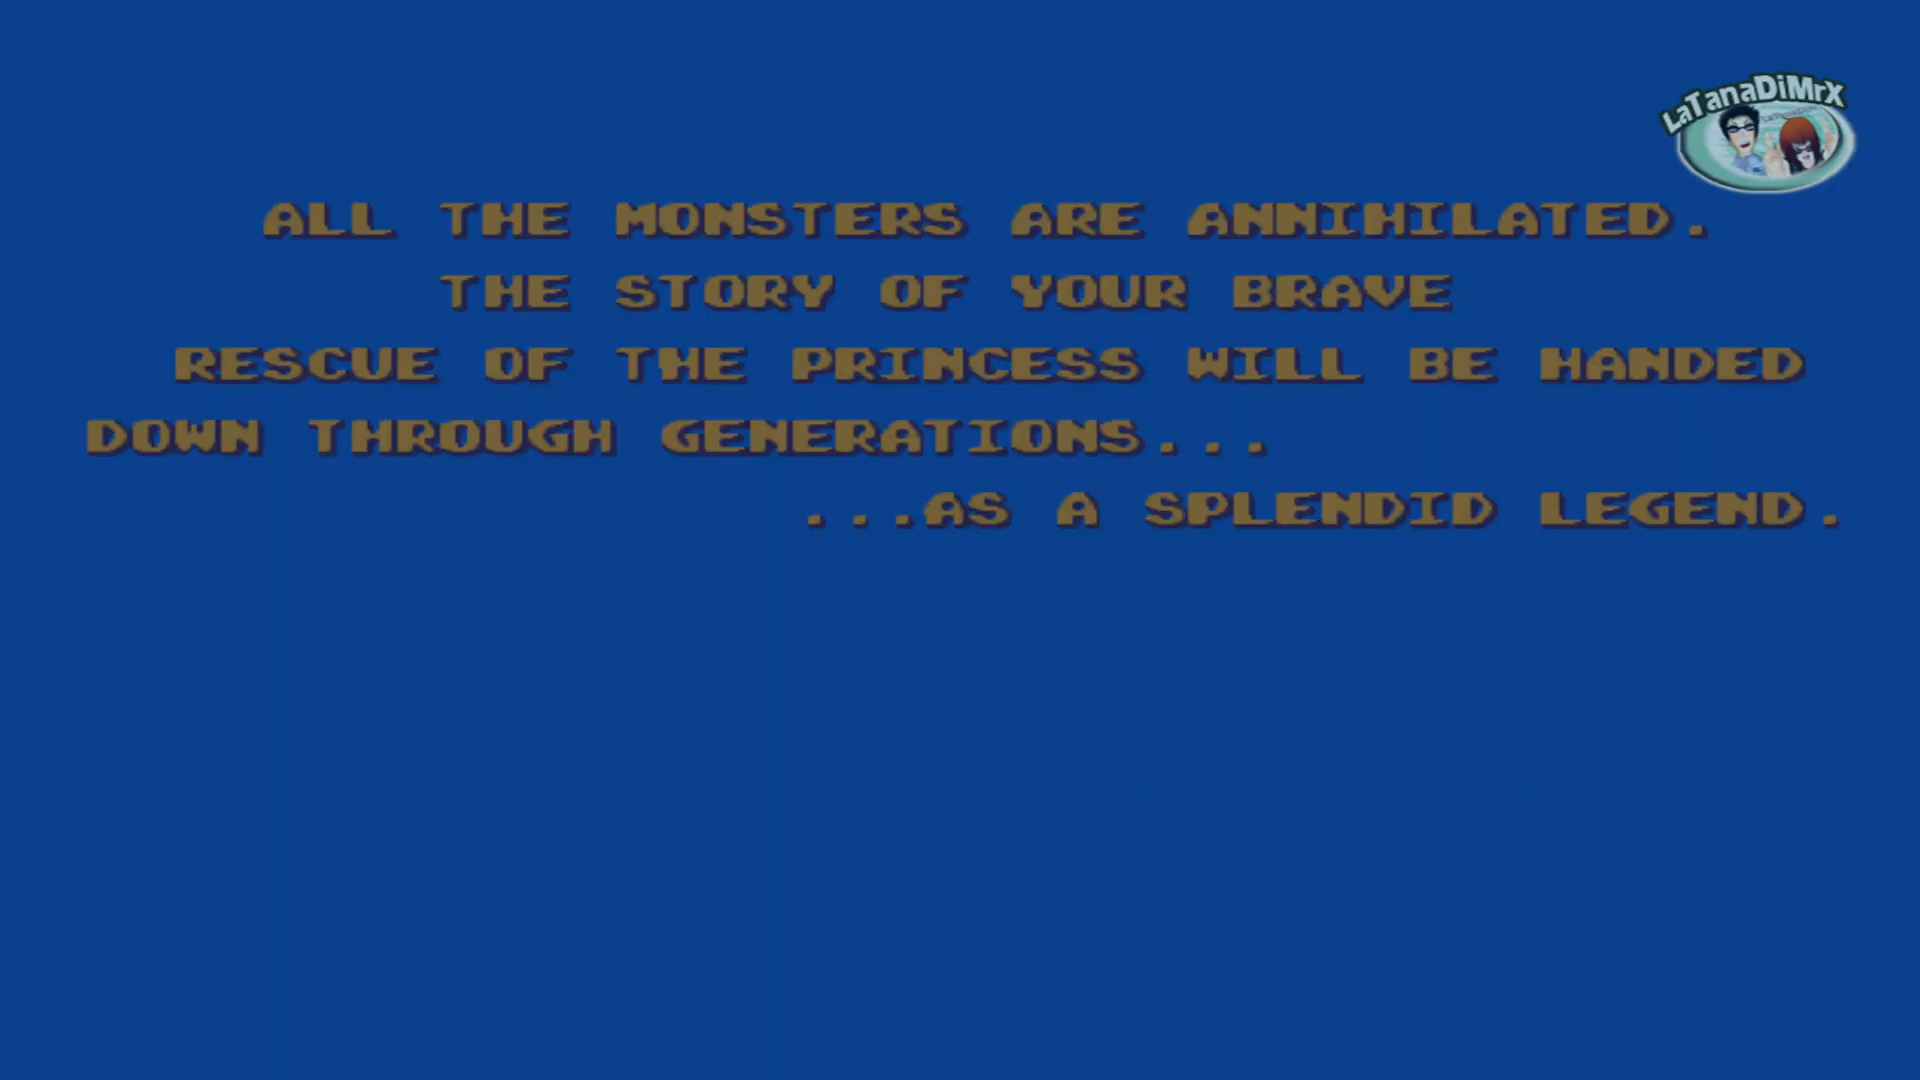 LaTanaDiMrX
ALL THE MONSTERS ARE ANNIHILATED.
THE STORY OF YOUR BRAVE
RESCUE OF THE PRINCESS WILL BE HANDED
DOWN THROUGH GENERATIONS...
...AS A SPLENDID LEGEND.